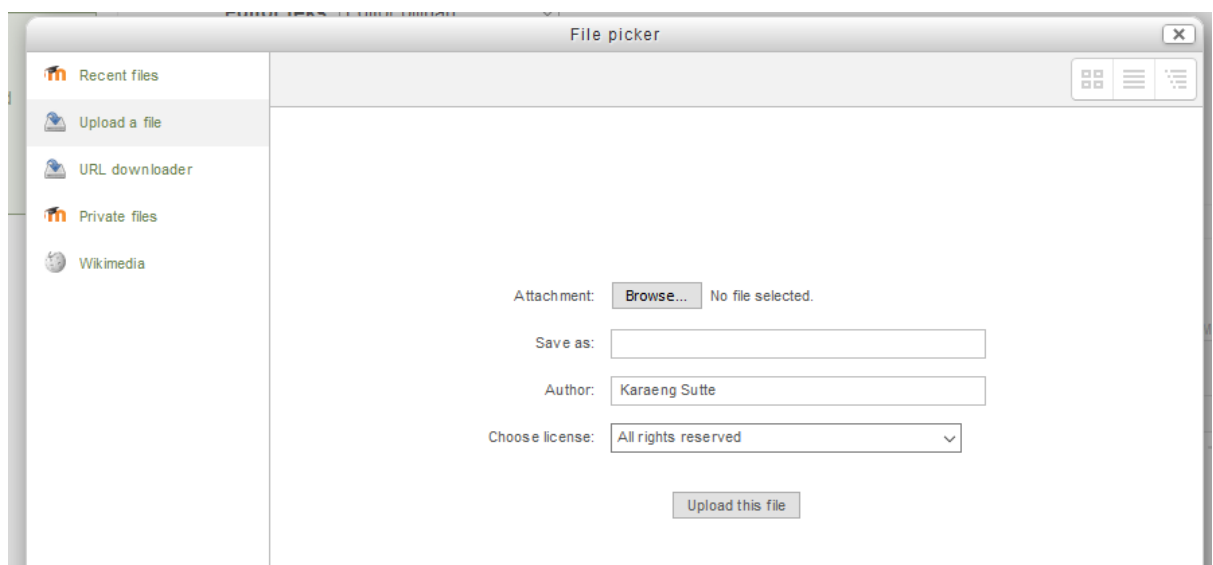 File picker
Recent files
Upload a file
URL downloader
Private files
Wikimedia
Attachment: Browse... No file selected.
Save as:
Author: Karaeng Sutte
Choose license: All rights reserved
Upload this file